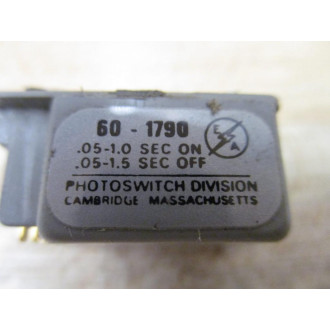 60 - 1790
.05-1.0 SEC ON
.05-1.5 SEC OFF
E A
PHOTOSWITCH DIVISION
CAMBRIDGE MASSACHUSETTS